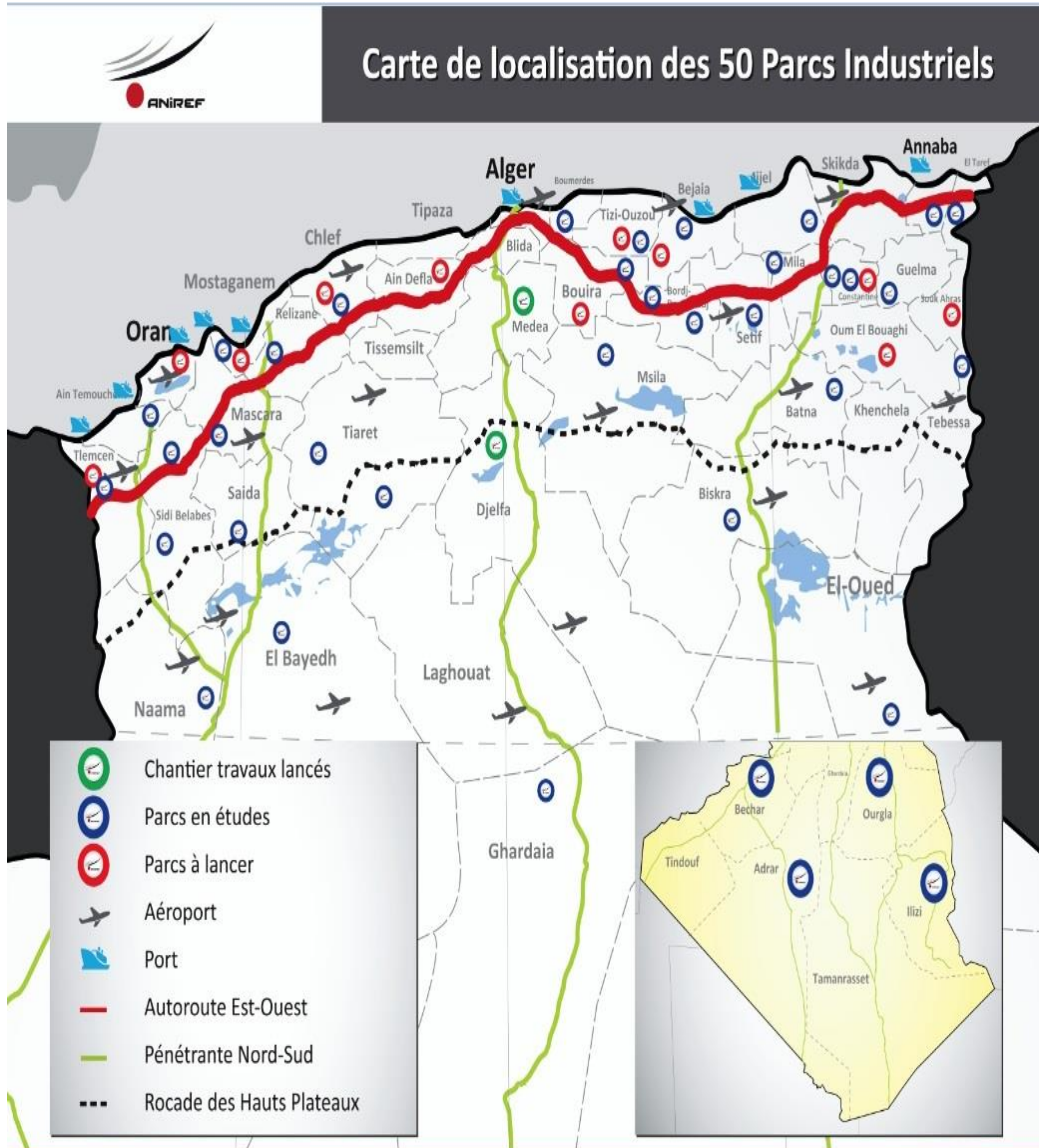 ANIREF
Carte de localisation des 50 Parcs Industriels
Annaba
El Taref
Skikda
Alger
Boumerdes
Bejaia
Tizi-Ouzou
Tipaza
Chlef
Blida
Mila
Guelma
Mostaganem
Ain Defla
Bouira
Bordj-
Constantine
Souk Ahras
Relizane
Medea
Setif
Oran
Oum El Bouaghi
Tissemsilt
Msila
Ain Temouchent
Mascara
Batna
Khenchela
Tebessa
Tiaret
Tlemcen
Saida
Biskra
Djelfa
Sidi Belabes
El-Oued
El Bayedh
Laghouat
Naama
Ghardaia
Chantier travaux lancés
Parcs en études
Parcs à lancer
Aéroport
Port
Autoroute Est-Ouest
Pénétrante Nord-Sud
Rocade des Hauts Plateaux
Ghardaia
Bechar
Ourgla
Tindouf
Adrar
Ilizi
Tamanrasset